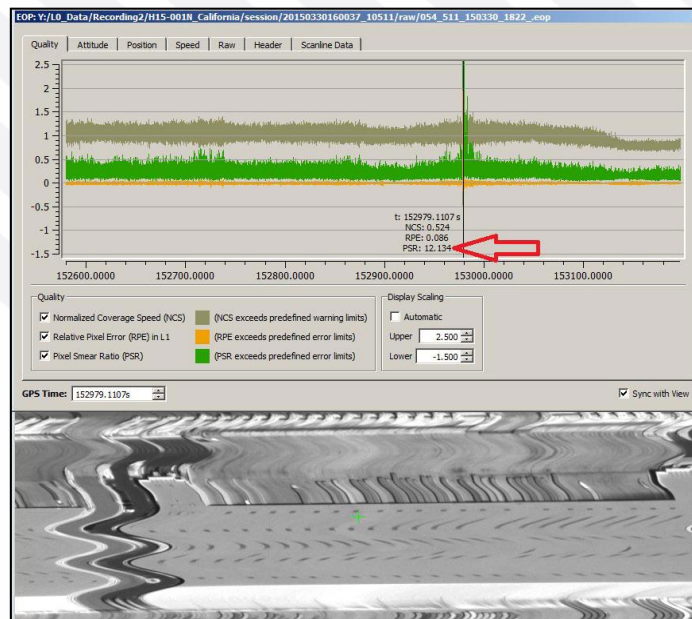 EOP: Y:/L0_Data/Recording2/H15-001N_California/session/20150330160037_10511/raw/054_511_150330_1822_.eop
Quality Attitude Position Speed Raw Header Scanline Data
2.5
2
1.5
1
0.5
0
-0.5
-1
-1.5
t: 152979.1107 s
NCS: 0.524
RPE: 0.086
PSR: 12.134
152600.0000 152700.0000 152800.0000 152900.0000 153000.0000 153100.0000
Quality
Normalized Coverage Speed (NCS) (NCS exceeds predefined warning limits)
Relative Pixel Error (RPE) in L1 (RPE exceeds predefined error limits)
Pixel Smear Ratio (PSR) (PSR exceeds predefined error limits)
Display Scaling
Automatic
Upper 2.500
Lower -1.500
GPS Time: 152979.1107s Sync with View